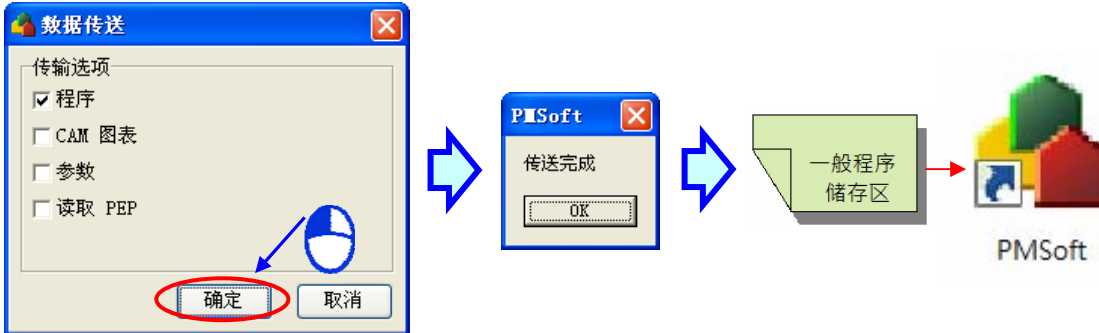 数据传送
传输选项
程序
CAM 图表
参数
读取 PEP
确定
取消
PMSoft
传送完成
OK
一般程序
储存区
PMSoft